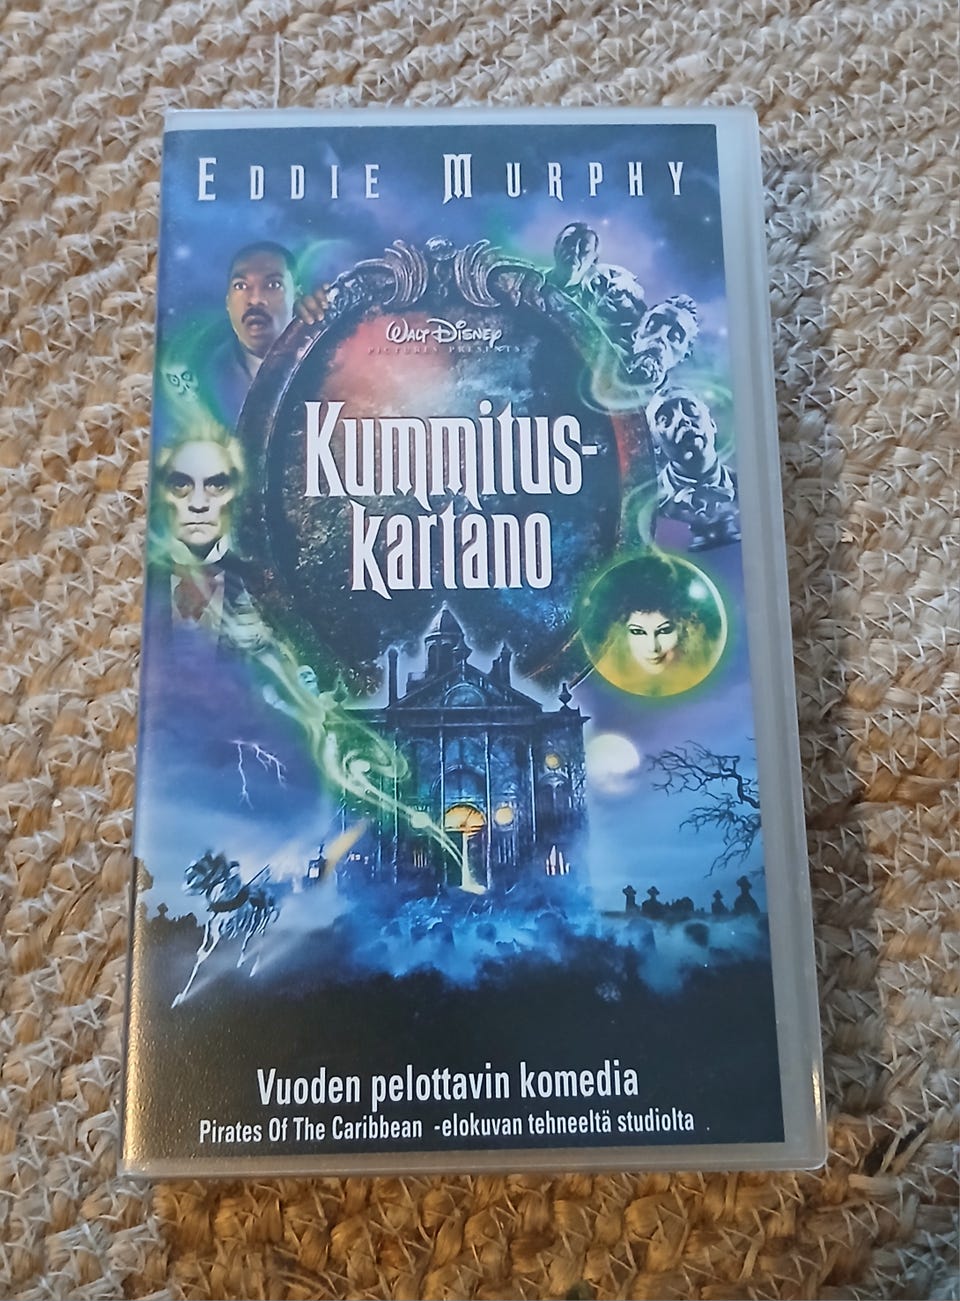 EDDIE MURPHY
WALT DISNEY
PICTURES PRESENTS
Kummitus-
kartano
Vuoden pelottavin komedia
Pirates Of The Caribbean -elokuvan tehneeltä studiolta